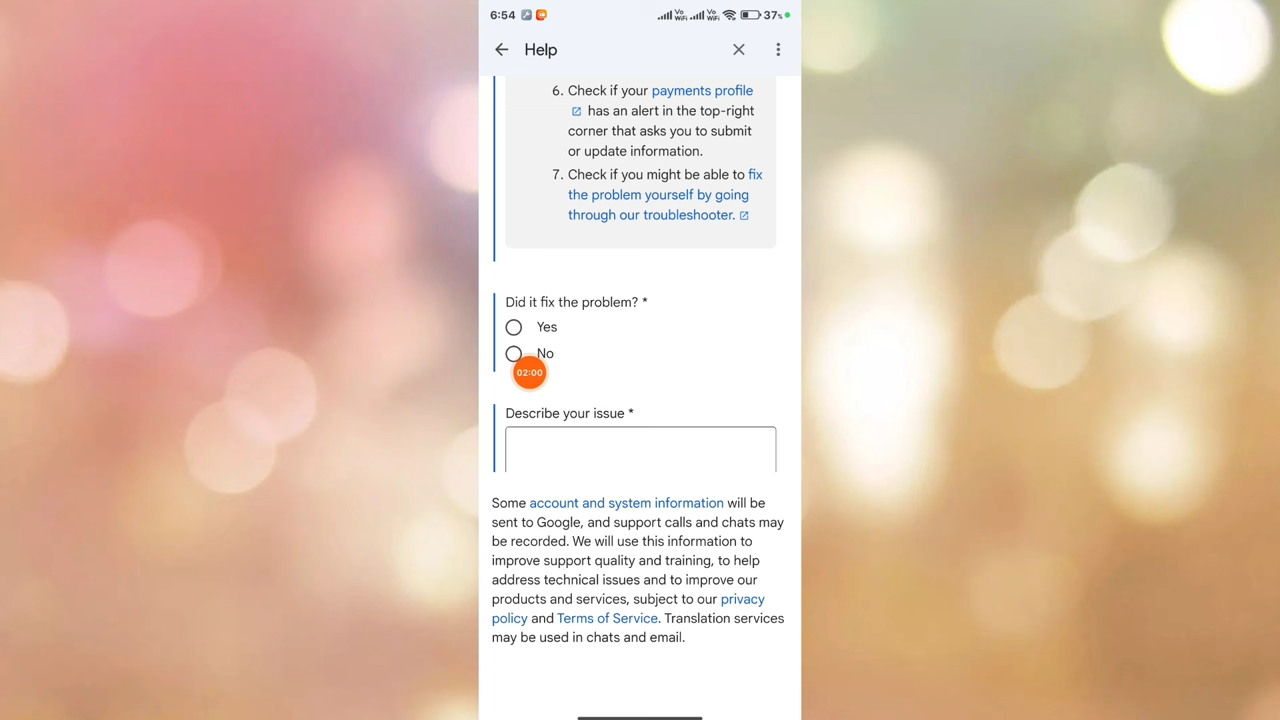 6:54 Vo WiFi Vo WiFi 37%
Help
6. Check if your payments profile
has an alert in the top-right
corner that asks you to submit
or update information.
7. Check if you might be able to fix
the problem yourself by going
through our troubleshooter.
Did it fix the problem? *
Yes
No
02:00
Describe your issue *
Some account and system information will be
sent to Google, and support calls and chats may
be recorded. We will use this information to
improve support quality and training, to help
address technical issues and to improve our
products and services, subject to our privacy
policy and Terms of Service. Translation services
may be used in chats and email.